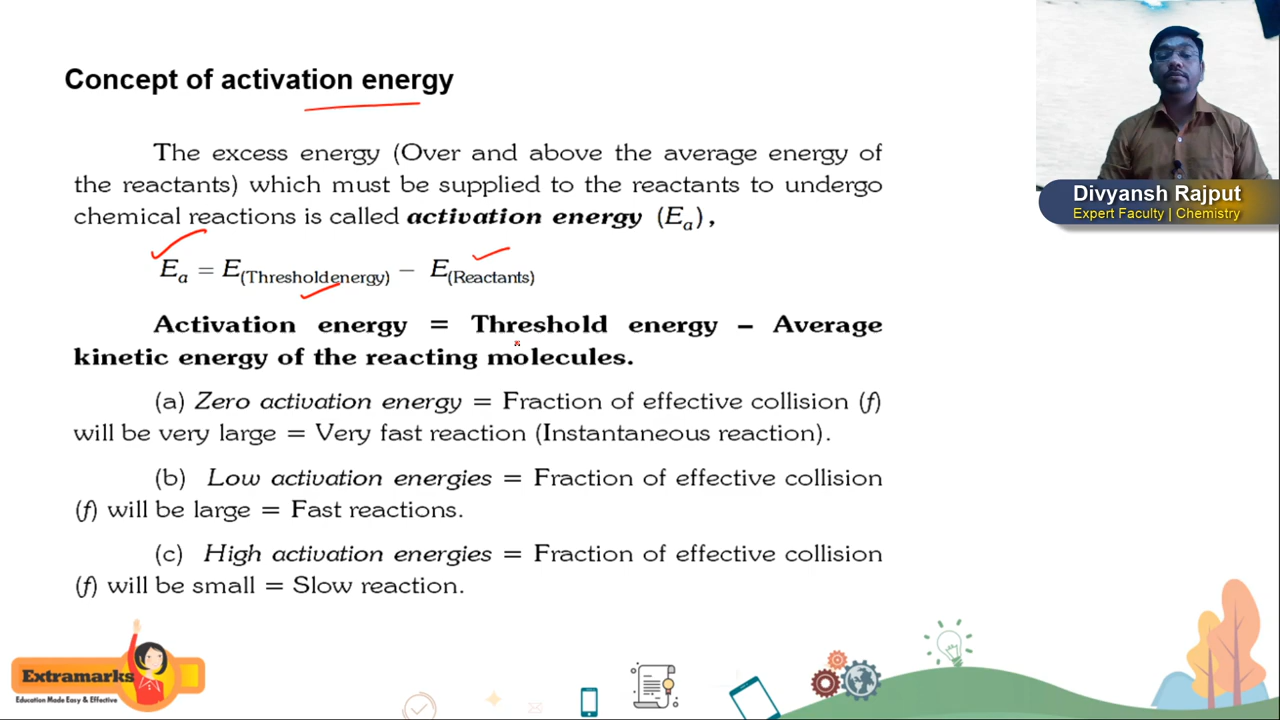 Concept of activation energy
The excess energy (Over and above the average energy of
the reactants) which must be supplied to the reactants to undergo
chemical reactions is called activation energy (Ea),
Ea = E(Threshold energy) − E(Reactants)
Activation energy = Threshold energy – Average
kinetic energy of the reacting molecules.
(a) Zero activation energy = Fraction of effective collision (f)
will be very large = Very fast reaction (Instantaneous reaction).
(b) Low activation energies = Fraction of effective collision
(f) will be large = Fast reactions.
(c) High activation energies = Fraction of effective collision
(f) will be small = Slow reaction.
Divyansh Rajput
Expert Faculty | Chemistry
Extramarks
Education Made Easy & Effective